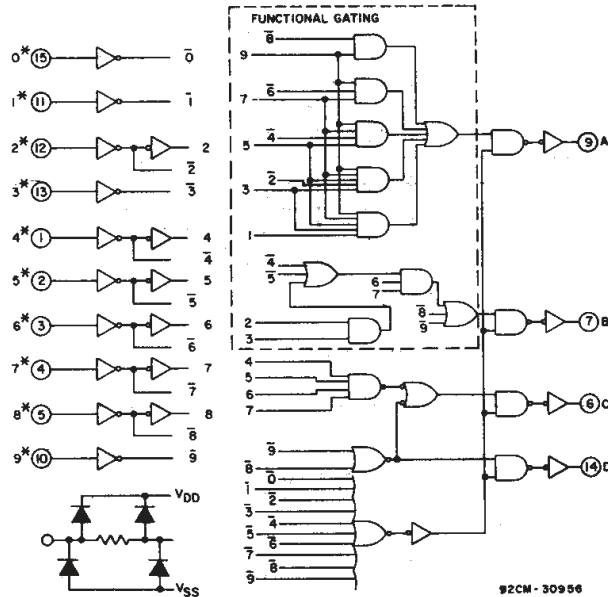 FUNCTIONAL GATING
0* 15 0̅
1* 11 1̅
2* 12 2
2̅
3* 13 3̅
4* 1 4
4̅
5* 2 5
5̅
6* 3 6
6̅
7* 4 7
7̅
8* 5 8
8̅
9* 10 9̅
VDD
VSS
8̅
9
6̅
7
4̅
5
2̅
3
1
9 A
4̅
5̅
6
7
8̅
9̅
2
3
7 B
4
5
6
7
6 C
9̅
8̅
14 D
0̅
1̅
2̅
3̅
4̅
5̅
6̅
7̅
8̅
9̅
92CM-30956